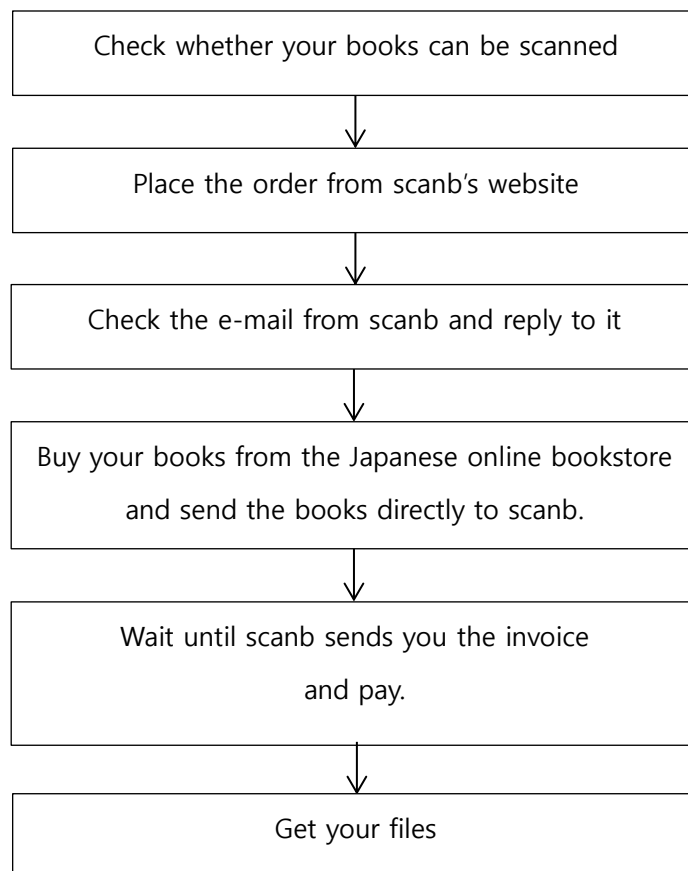 Check whether your books can be scanned
Place the order from scanb's website
Check the e-mail from scanb and reply to it
Buy your books from the Japanese online bookstore
and send the books directly to scanb.
Wait until scanb sends you the invoice
and pay.
Get your files